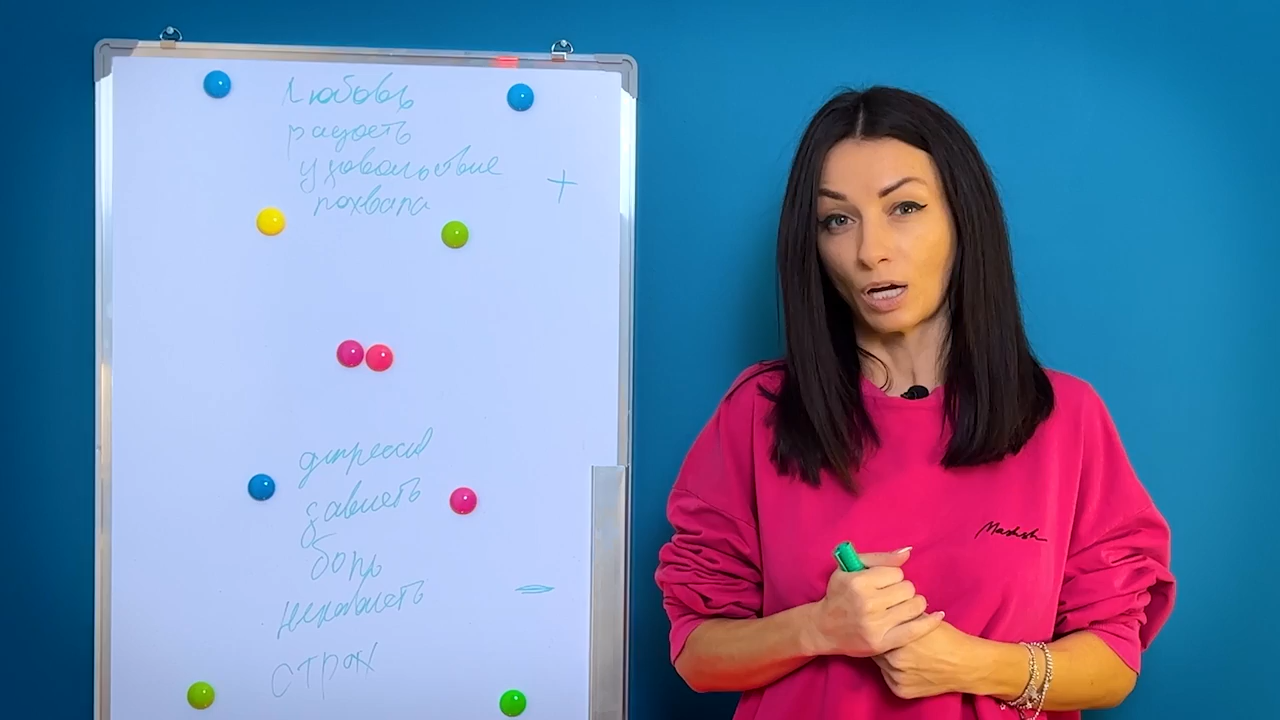 Любовь
радость
удовольствие
похвала
+
депрессия
зависть
боль
ненависть
-
страх